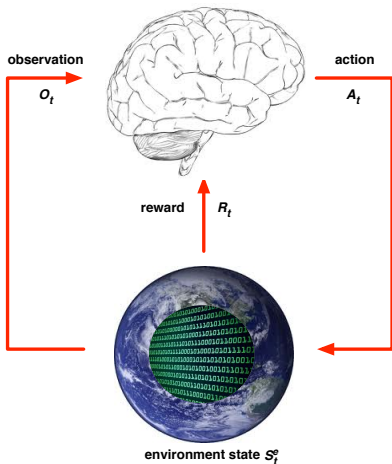 observation
action
O_t
A_t
reward
R_t
environment state S_t^e